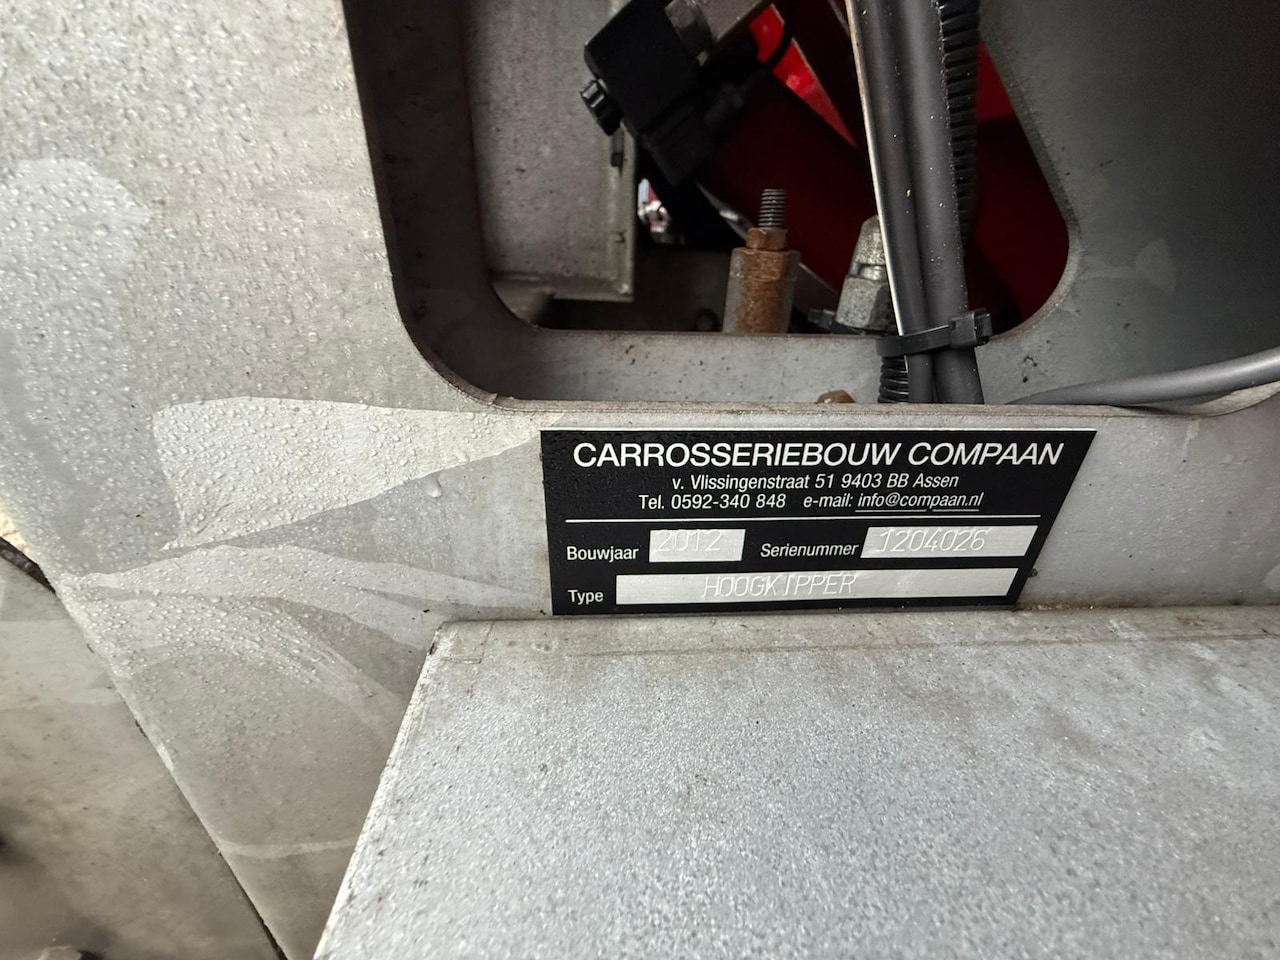 CARROSSERIEBOUW COMPAAN
v. Vlissingenstraat 51 9403 BB Assen
Tel. 0592-340 848 e-mail: info@compaan.nl
Bouwjaar 2012 Serienummer 1204026
Type HOOGKIPPER